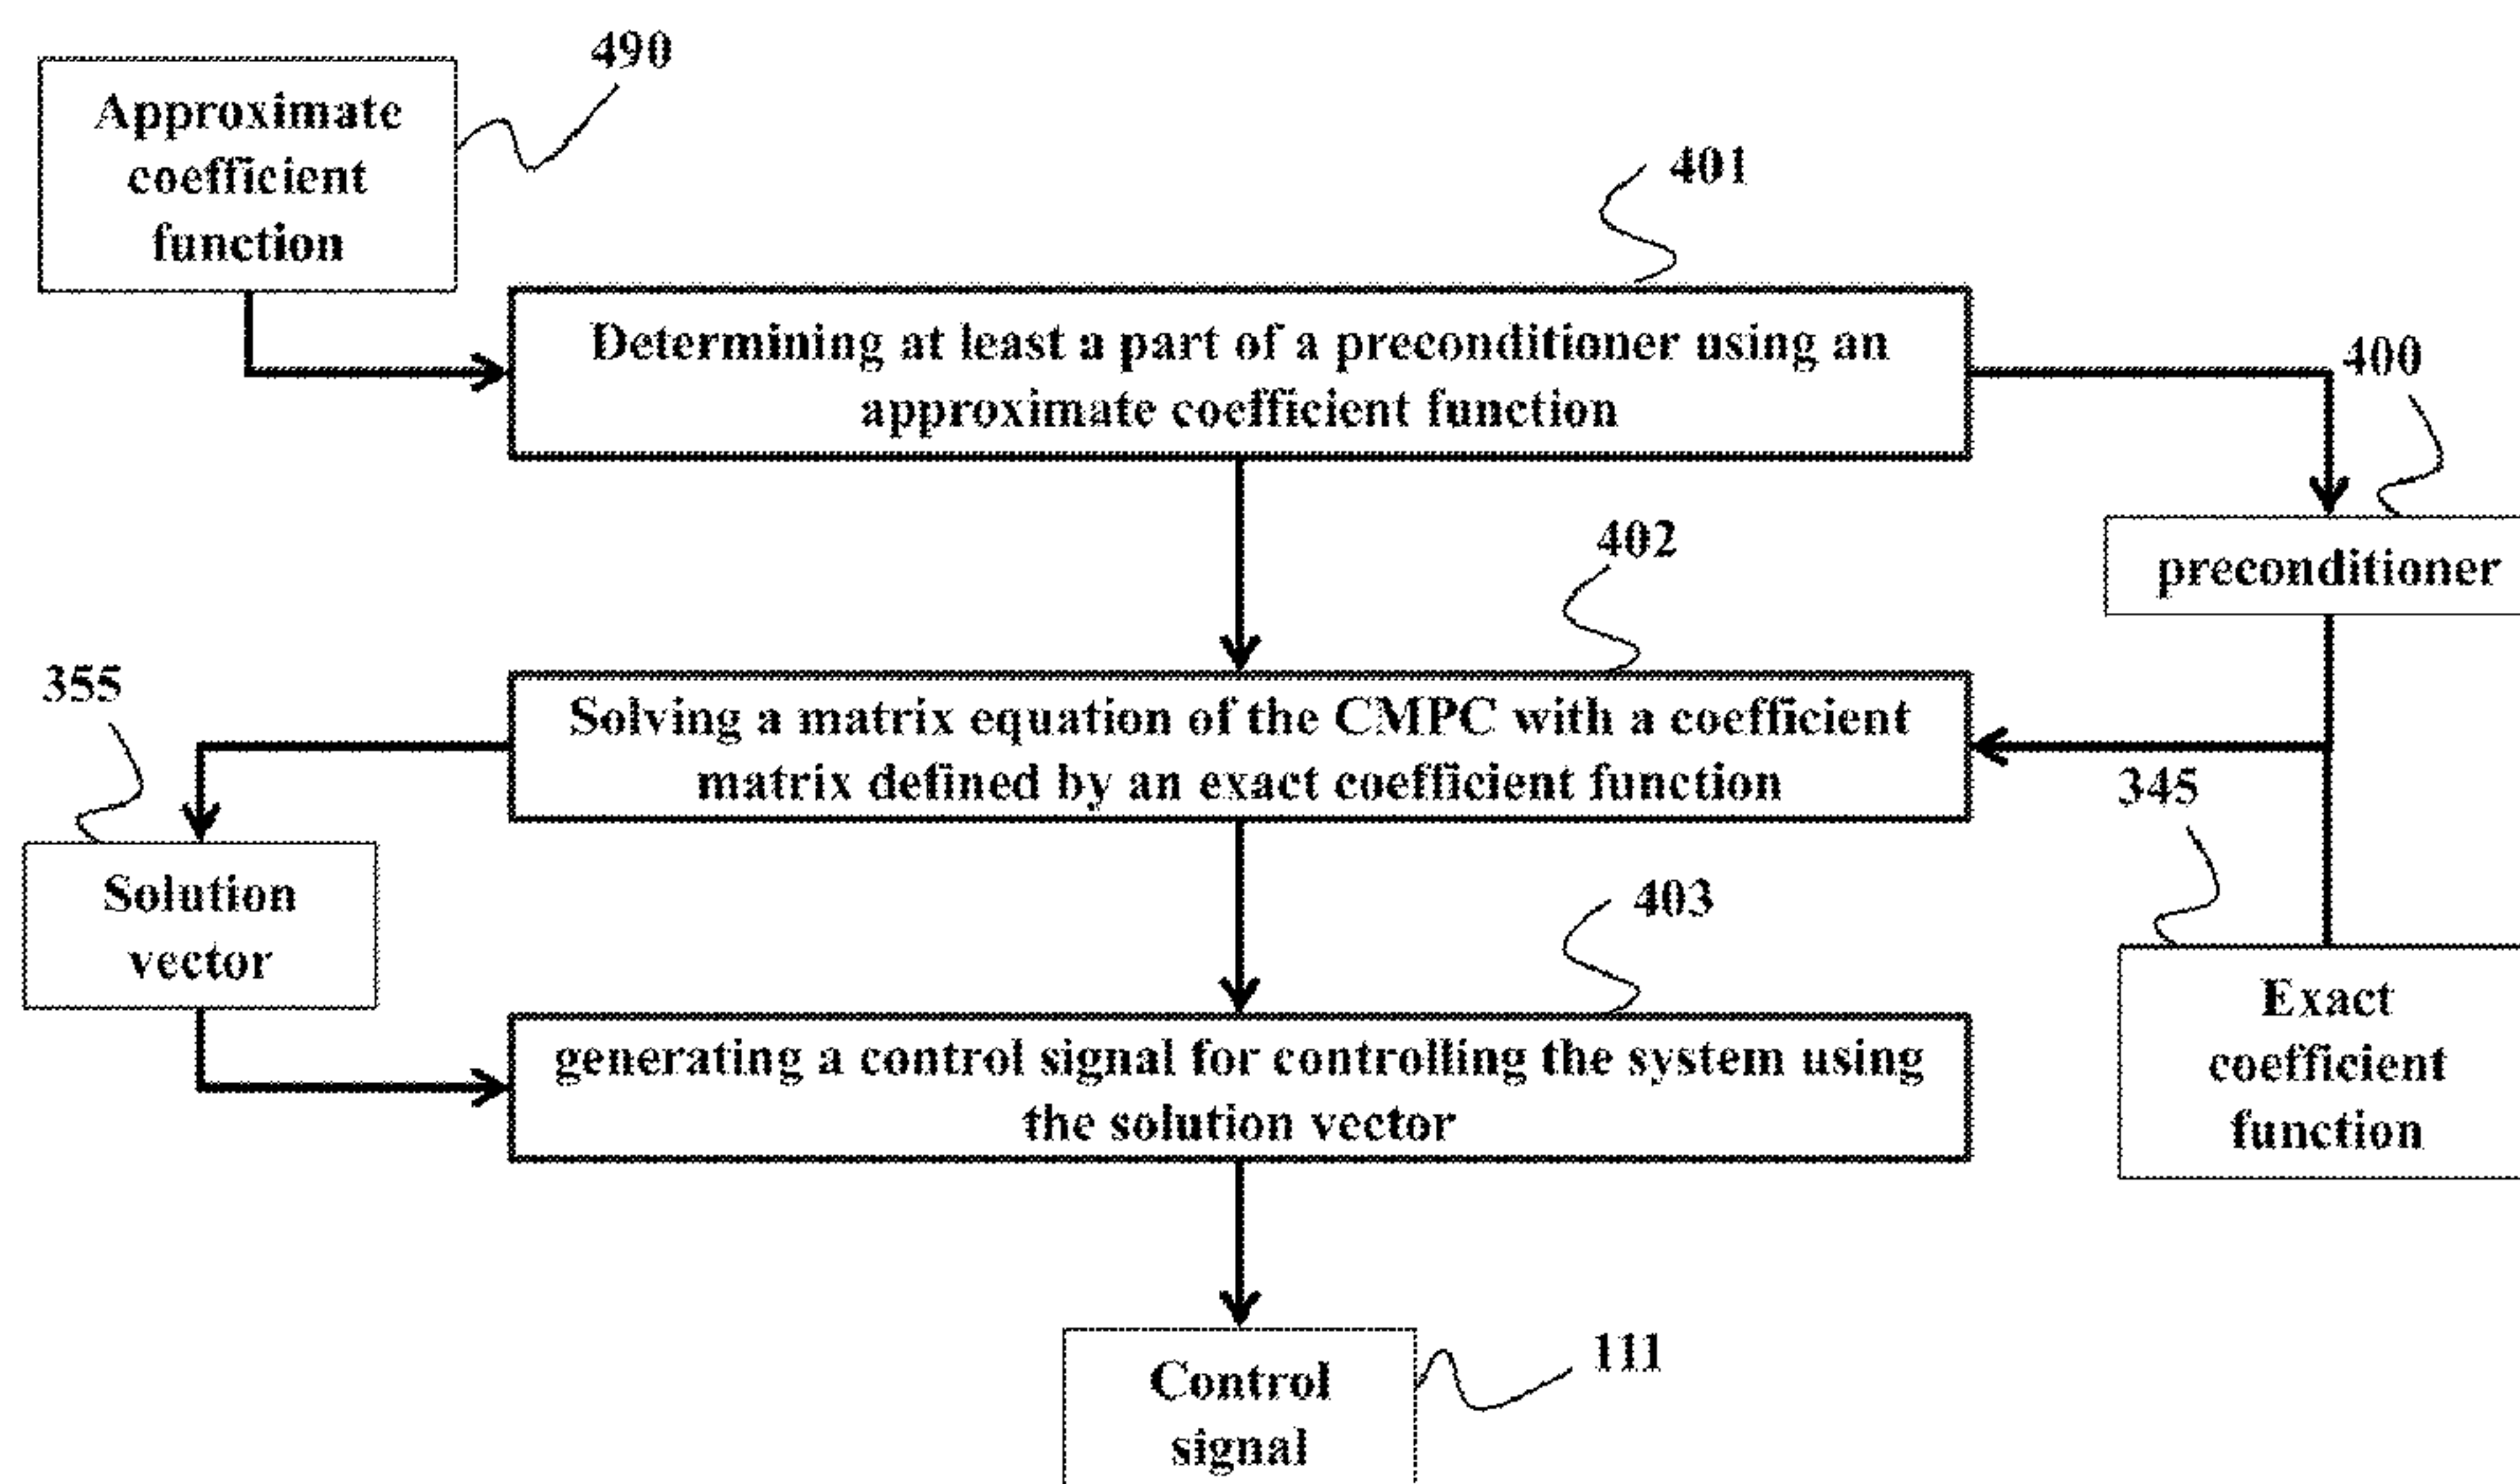 490
Approximate
coefficient
function
401
Determining at least a part of a preconditioner using an
approximate coefficient function
400
preconditioner
402
Solving a matrix equation of the CMPC with a coefficient
matrix defined by an exact coefficient function
355
Solution
vector
345
Exact
coefficient
function
403
generating a control signal for controlling the system using
the solution vector
111
Control
signal